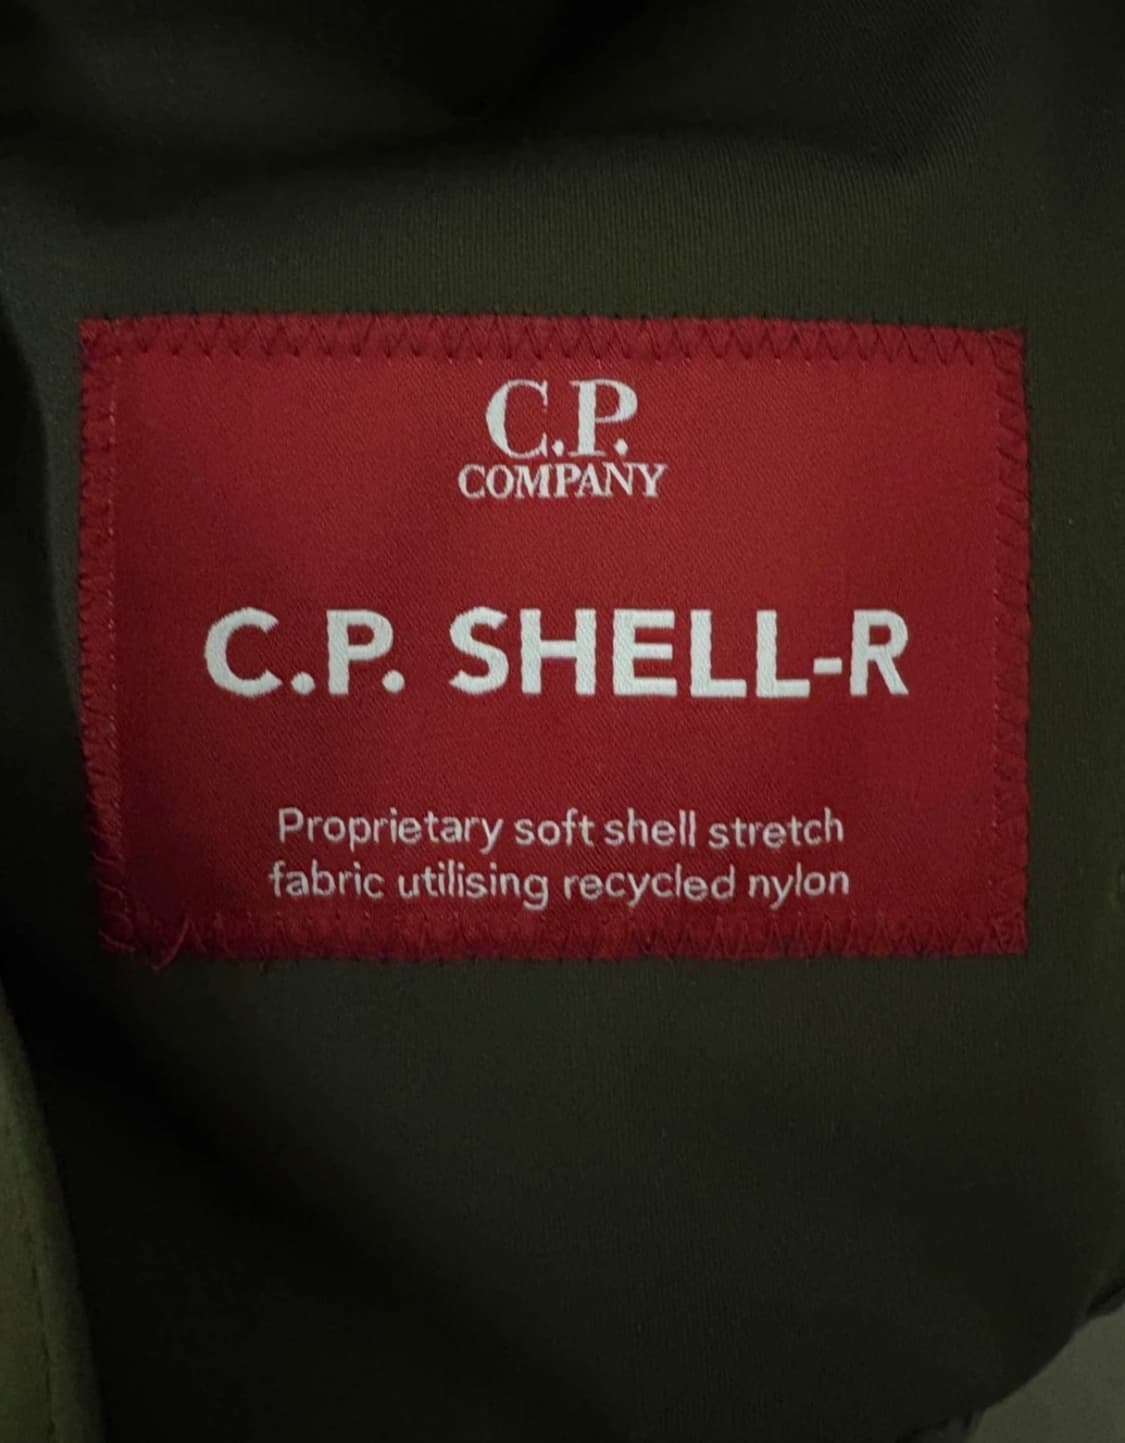 C.P.
COMPANY
C.P. SHELL-R
Proprietary soft shell stretch
fabric utilising recycled nylon